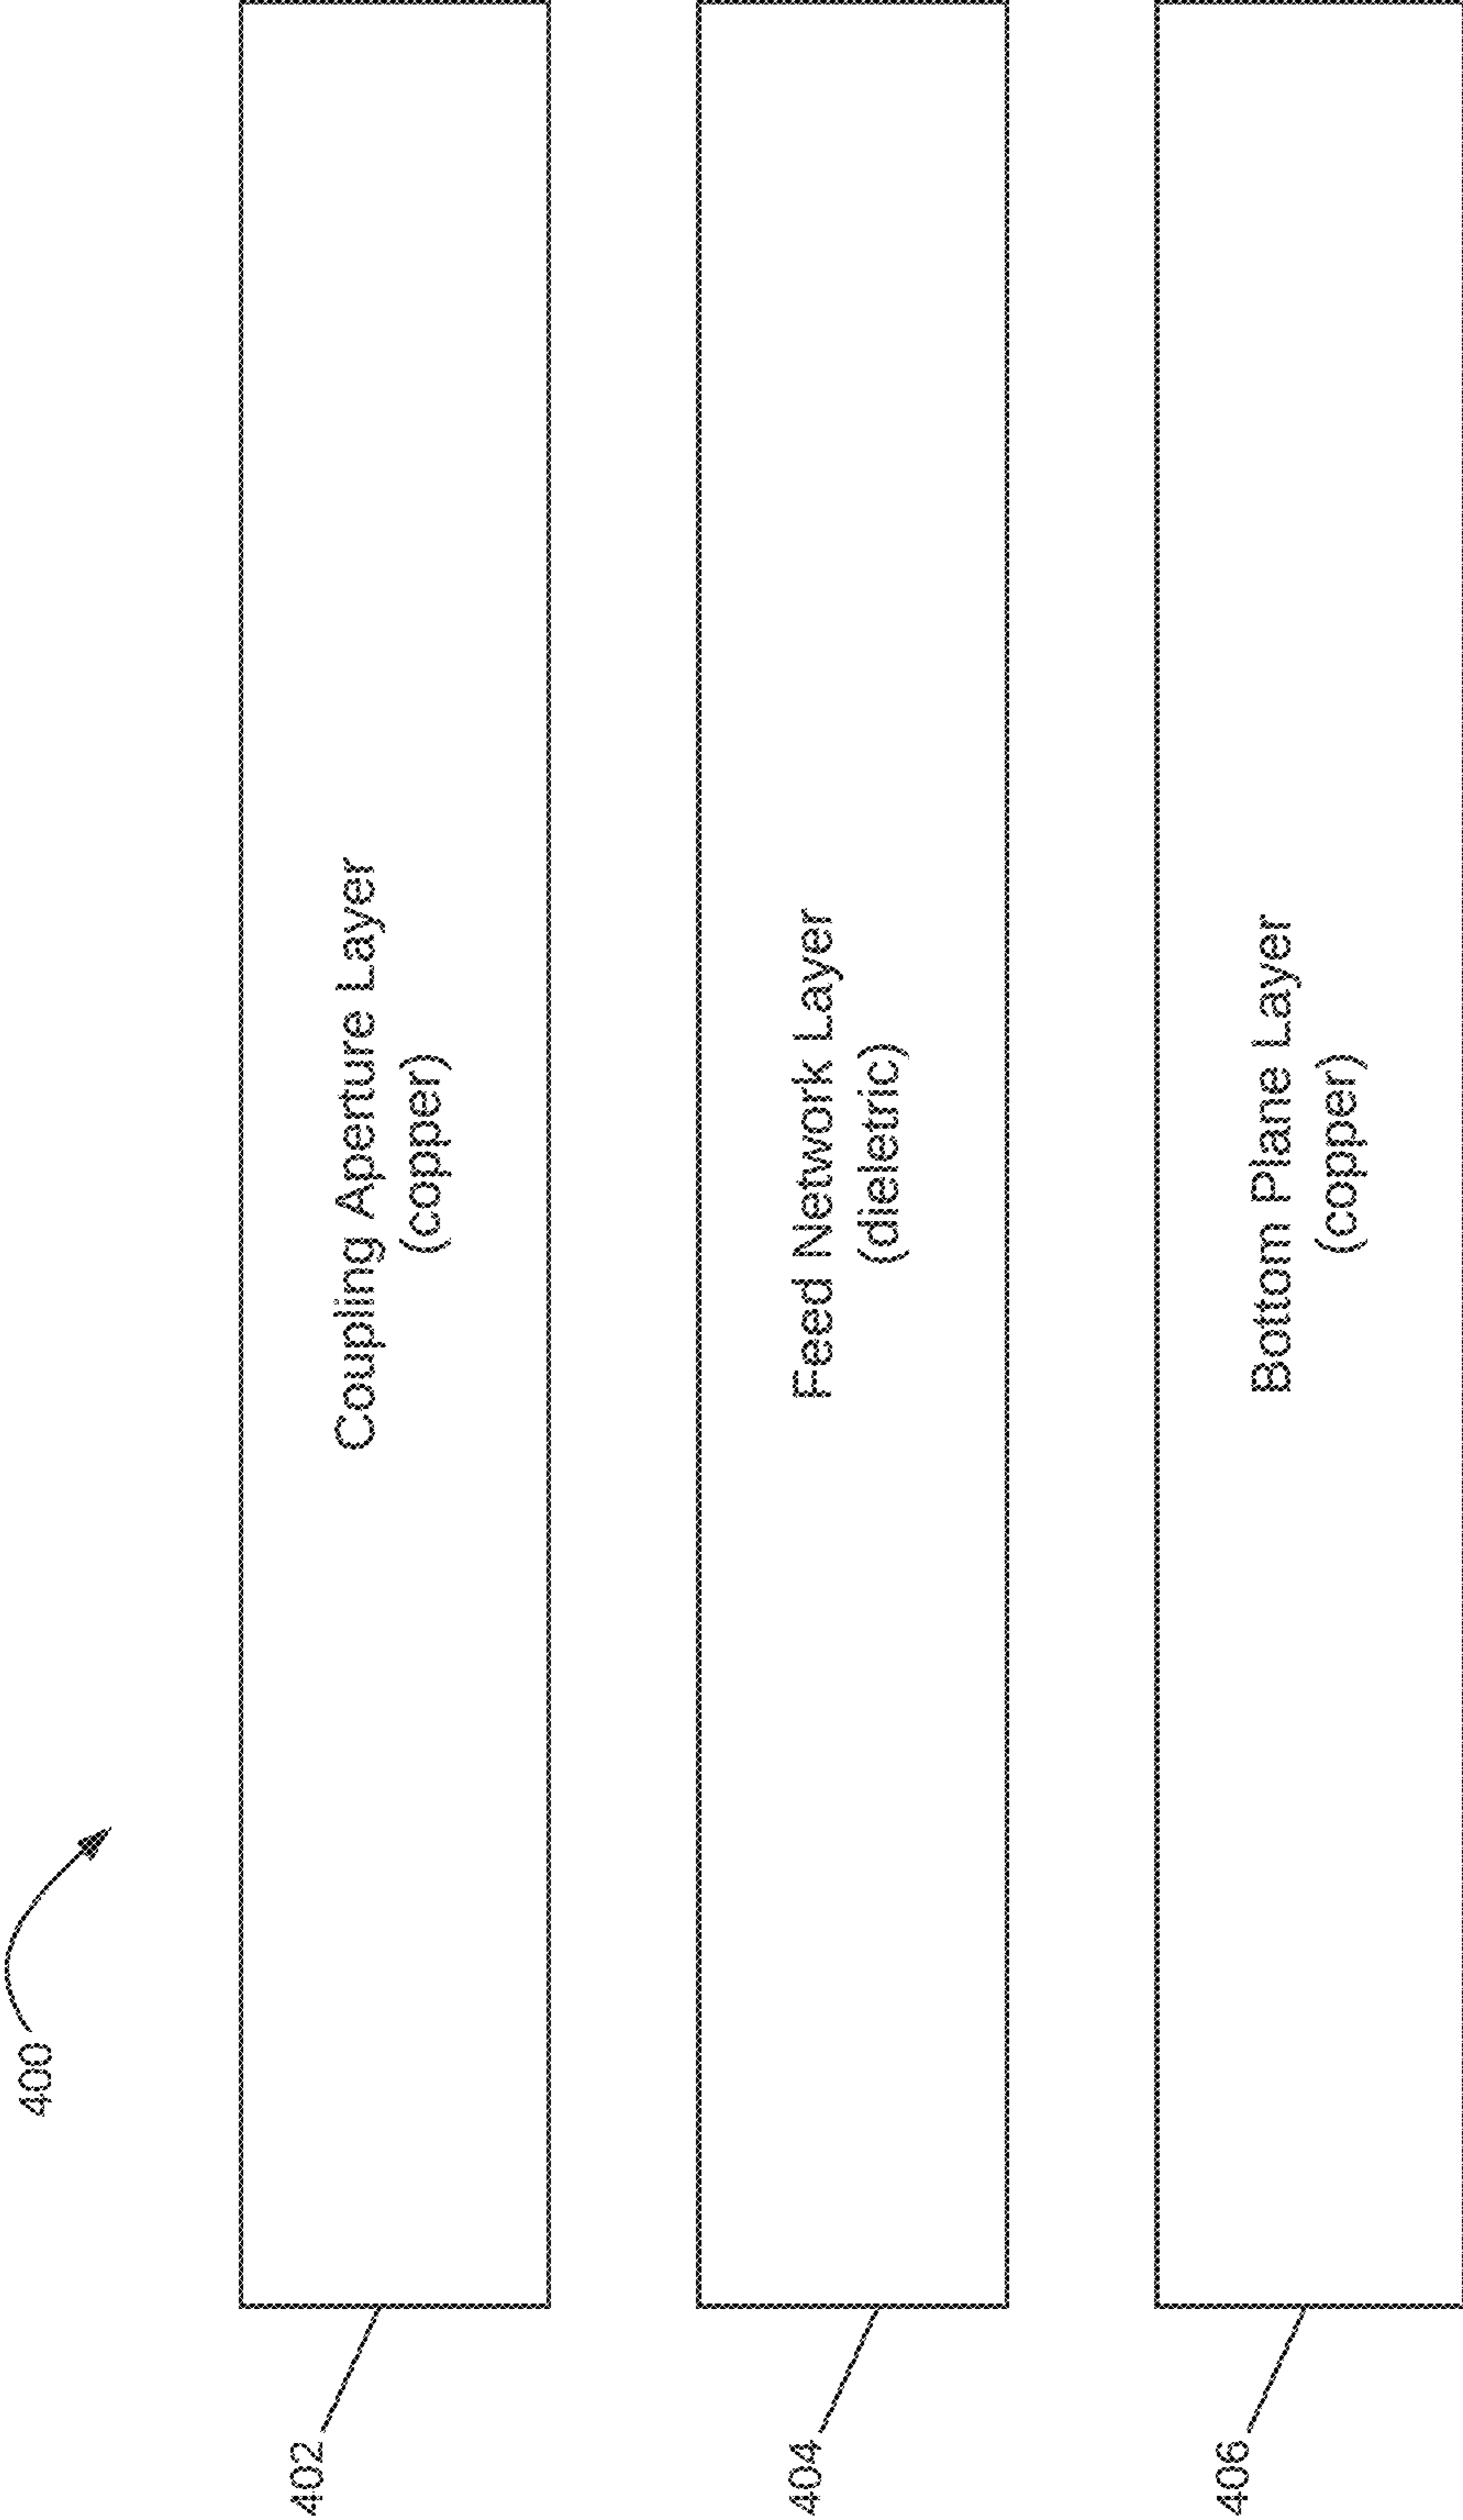 400
402
Coupling Aperture Layer
(copper)
404
Feed Network Layer
(dieletric)
406
Bottom Plane Layer
(copper)